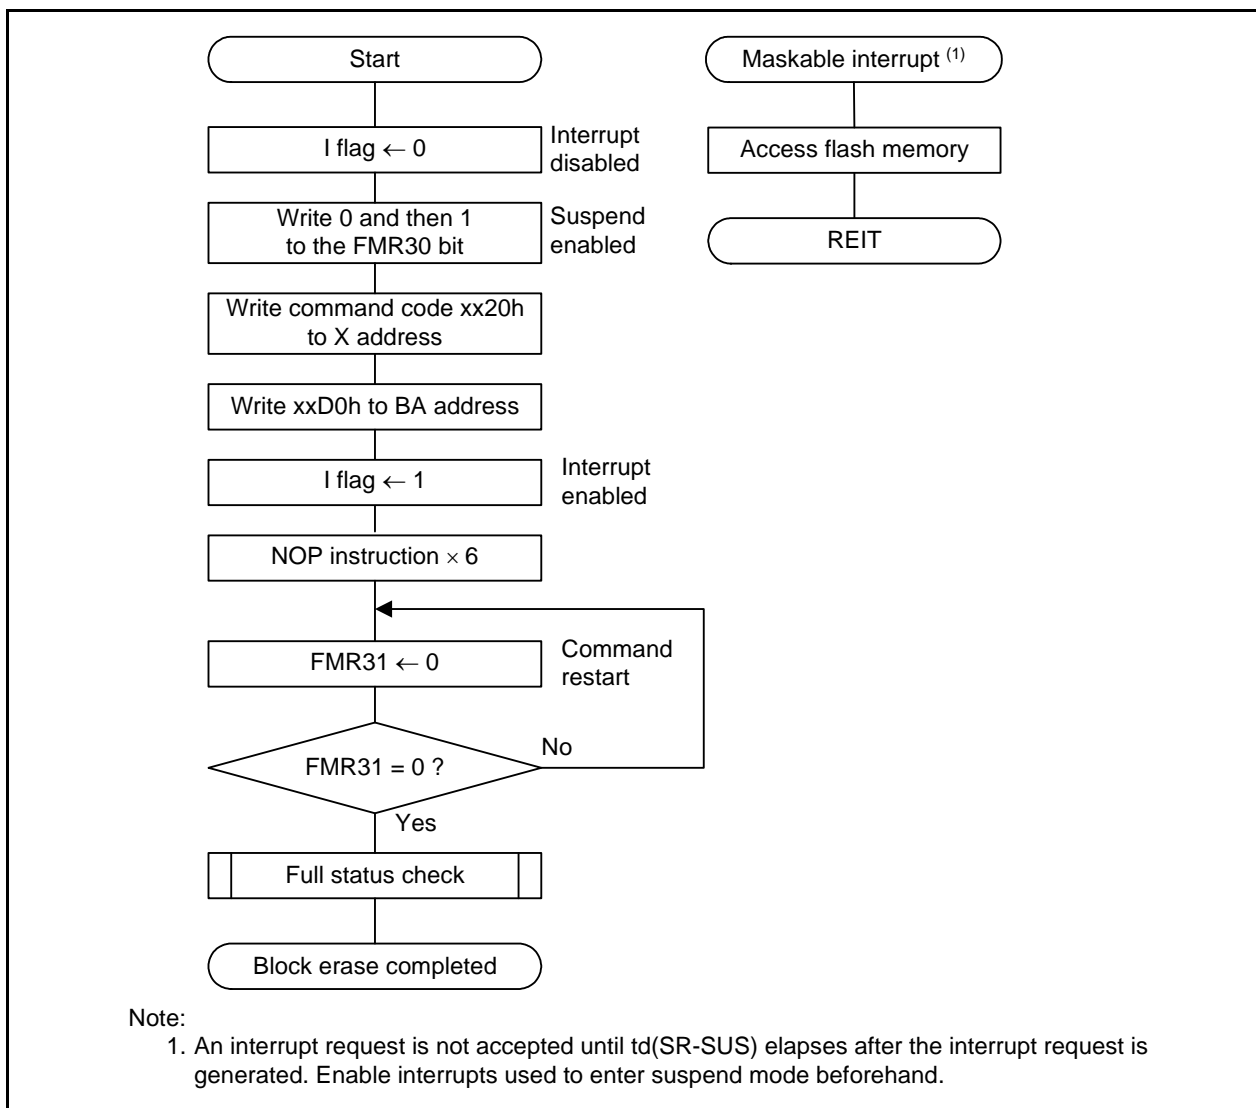 Start
I flag ← 0
Interrupt
disabled
Write 0 and then 1
to the FMR30 bit
Suspend
enabled
Write command code xx20h
to X address
Write xxD0h to BA address
I flag ← 1
Interrupt
enabled
NOP instruction × 6
FMR31 ← 0
Command
restart
FMR31 = 0 ?
No
Yes
Full status check
Block erase completed
Maskable interrupt (1)
Access flash memory
REIT
Note:
1. An interrupt request is not accepted until td(SR-SUS) elapses after the interrupt request is
generated. Enable interrupts used to enter suspend mode beforehand.